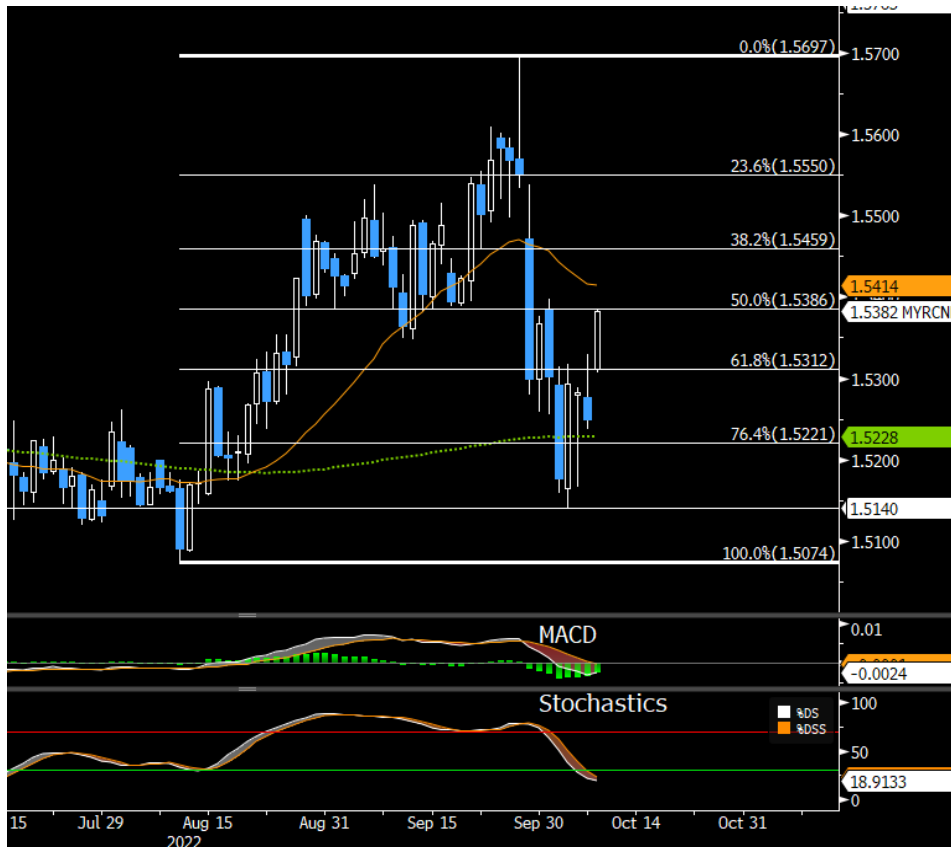 0.0%(1.5697)
1.5700
1.5600
23.6%(1.5550)
1.5500
38.2%(1.5459)
1.5414
50.0%(1.5386)
1.5382 MYRCN
61.8%(1.5312)
1.5300
76.4%(1.5221)
1.5228
1.5200
1.5140
1.5100
100.0%(1.5074)
MACD
0.01
-0.0024
Stochastics
100
%DS
%DSS
50
18.9133
0
15
Jul 29
Aug 15
Aug 31
Sep 15
Sep 30
Oct 14
Oct 31
2022